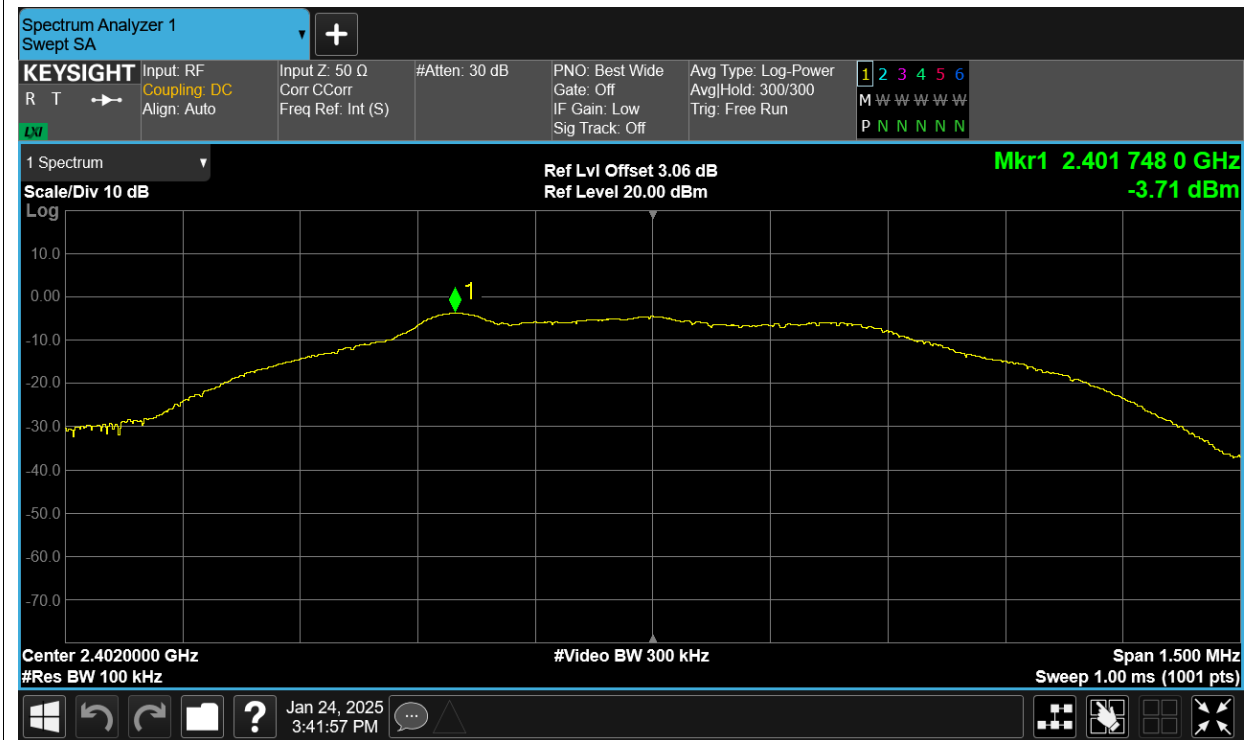 Spectrum Analyzer 1
Swept SA
+
KEYSIGHT
R T
LXI
Input: RF
Coupling: DC
Align: Auto
Input Z: 50 Ω
Corr CCorr
Freq Ref: Int (S)
#Atten: 30 dB
PNO: Best Wide
Gate: Off
IF Gain: Low
Sig Track: Off
Avg Type: Log-Power
Avg|Hold: 300/300
Trig: Free Run
1 2 3 4 5 6
M W W W W W
P N N N N N
1 Spectrum
Scale/Div 10 dB
Ref Lvl Offset 3.06 dB
Ref Level 20.00 dBm
Mkr1 2.401 748 0 GHz
-3.71 dBm
Log
10.0
0.00
-10.0
-20.0
-30.0
-40.0
-50.0
-60.0
-70.0
1
Center 2.4020000 GHz
#Res BW 100 kHz
#Video BW 300 kHz
Span 1.500 MHz
Sweep 1.00 ms (1001 pts)
?
Jan 24, 2025
3:41:57 PM